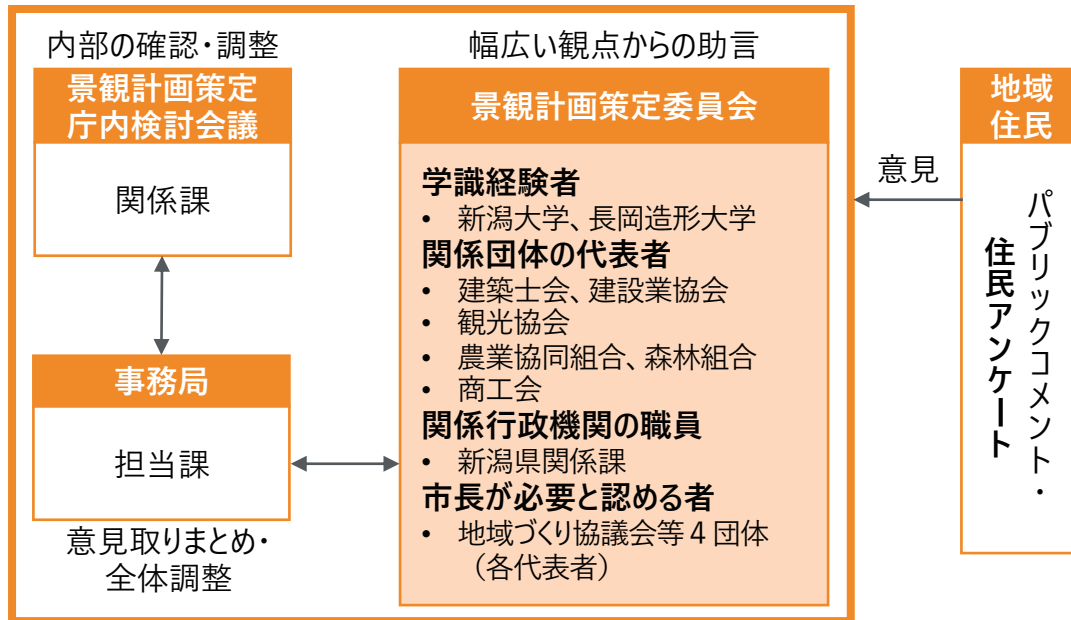 内部の確認・調整
景観計画策定
庁内検討会議
関係課
事務局
担当課
意見取りまとめ・
全体調整
幅広い観点からの助言
景観計画策定委員会
学識経験者
• 新潟大学、長岡造形大学
関係団体の代表者
• 建築士会、建設業協会
• 観光協会
• 農業協同組合、森林組合
• 商工会
関係行政機関の職員
• 新潟県関係課
市長が必要と認める者
• 地域づくり協議会等４団体
（各代表者）
意見
地域
住民
パブリックコメント・
住民アンケート